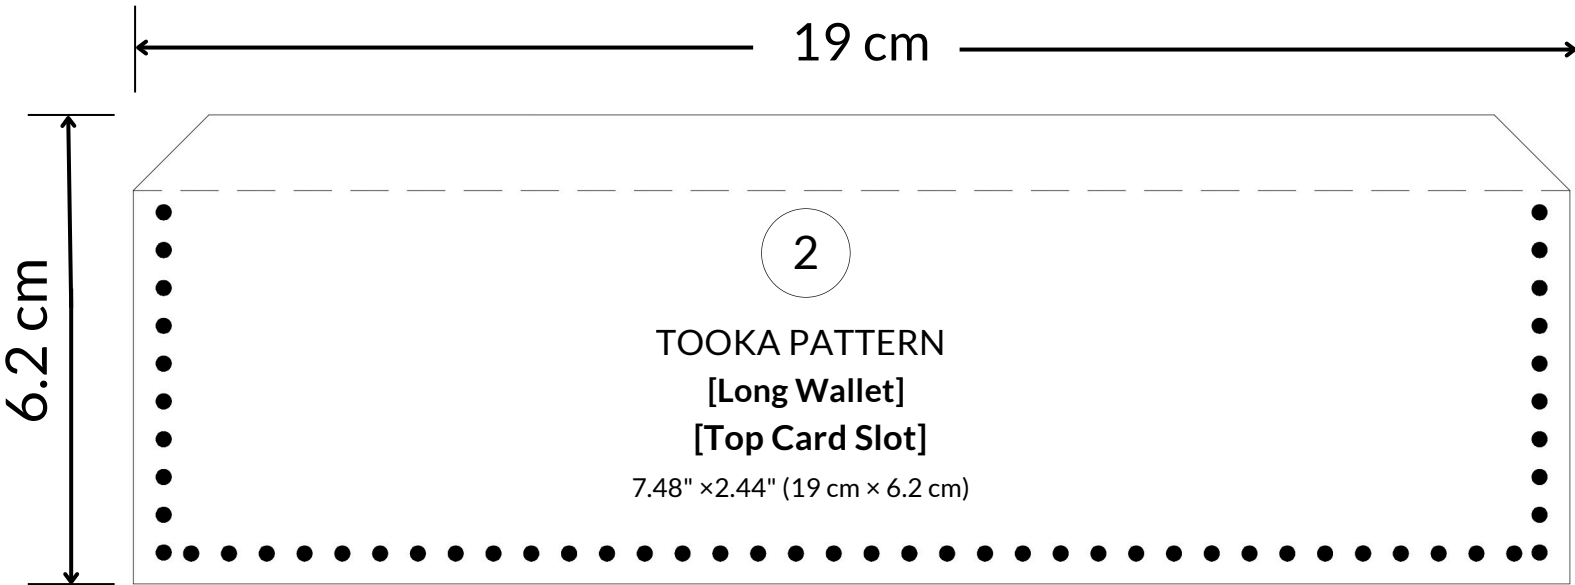 19 cm
6.2 cm
2
TOOKA PATTERN
[Long Wallet]
[Top Card Slot]
7.48" ×2.44" (19 cm × 6.2 cm)